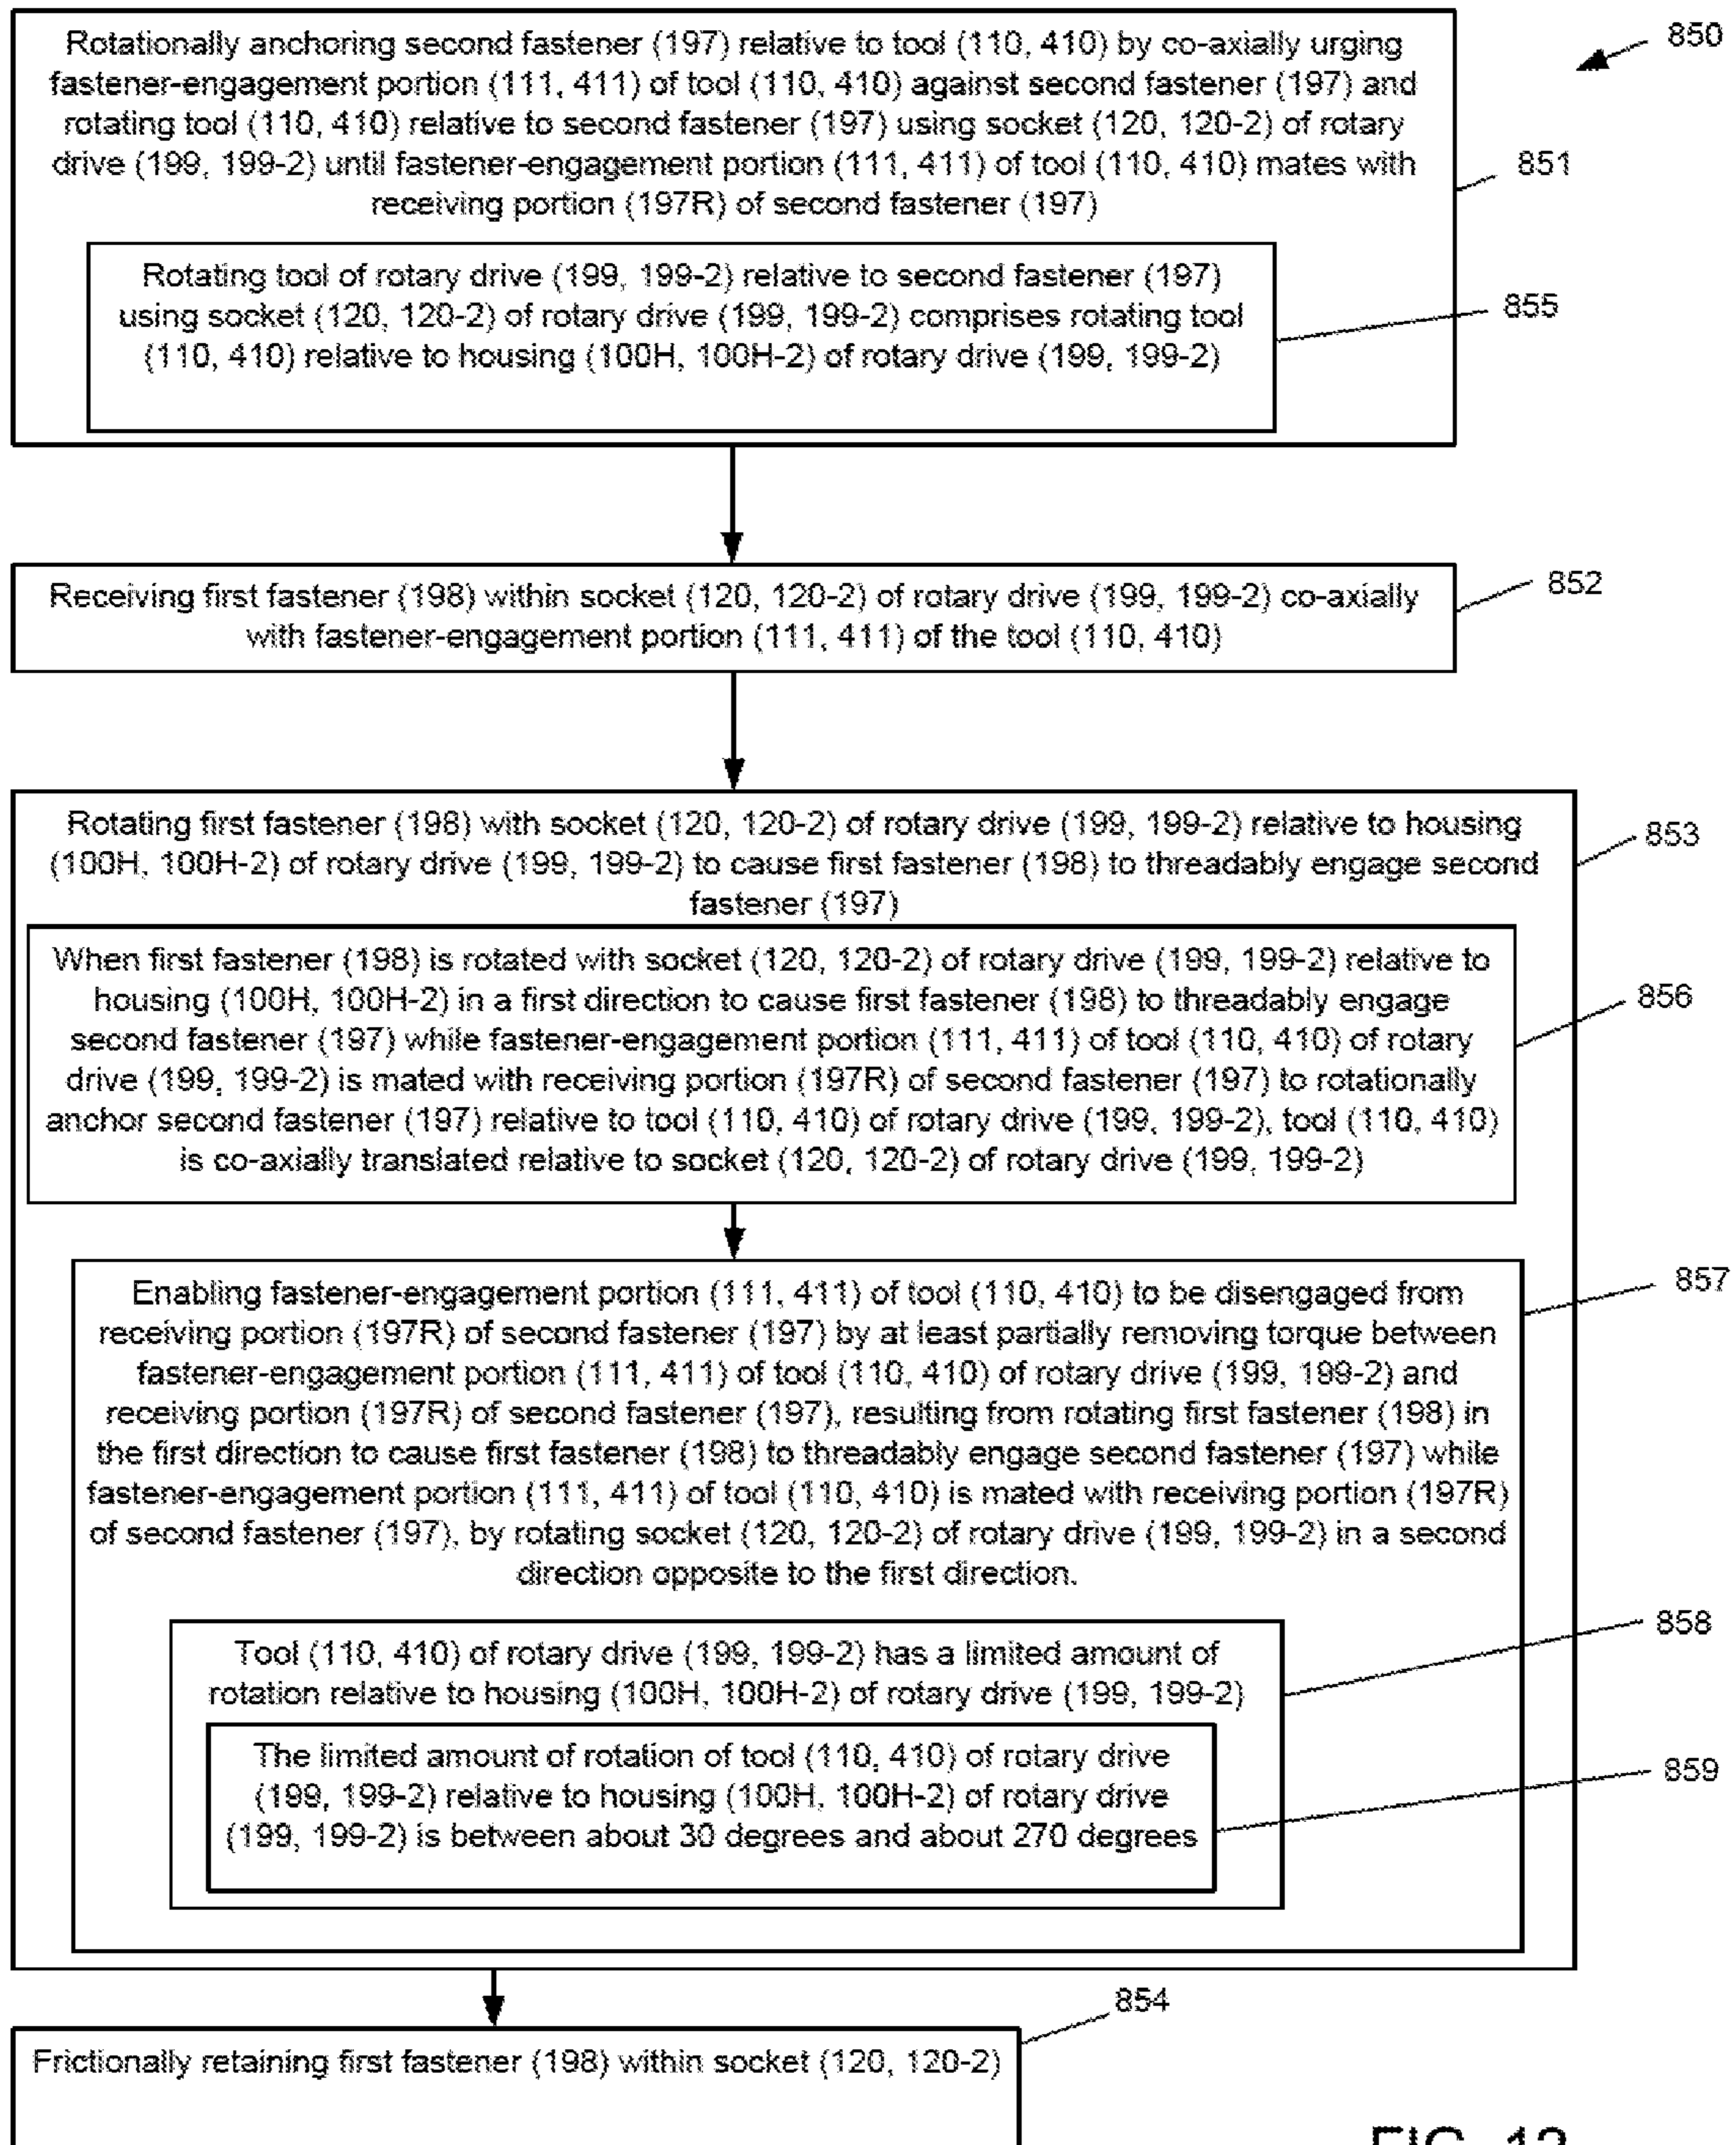 850
Rotationally anchoring second fastener (197) relative to tool (110, 410) by co-axially urging
fastener-engagement portion (111, 411) of tool (110, 410) against second fastener (197) and
rotating tool (110, 410) relative to second fastener (197) using socket (120, 120-2) of rotary
drive (199, 199-2) until fastener-engagement portion (111, 411) of tool (110, 410) mates with
receiving portion (197R) of second fastener (197)
851
Rotating tool of rotary drive (199, 199-2) relative to second fastener (197)
using socket (120, 120-2) of rotary drive (199, 199-2) comprises rotating tool
(110, 410) relative to housing (100H, 100H-2) of rotary drive (199, 199-2)
855
Receiving first fastener (198) within socket (120, 120-2) of rotary drive (199, 199-2) co-axially
with fastener-engagement portion (111, 411) of the tool (110, 410)
852
Rotating first fastener (198) with socket (120, 120-2) of rotary drive (199, 199-2) relative to housing
(100H, 100H-2) of rotary drive (199, 199-2) to cause first fastener (198) to threadably engage second
fastener (197)
853
When first fastener (198) is rotated with socket (120, 120-2) of rotary drive (199, 199-2) relative to
housing (100H, 100H-2) in a first direction to cause first fastener (198) to threadably engage
second fastener (197) while fastener-engagement portion (111, 411) of tool (110, 410) of rotary
drive (199, 199-2) is mated with receiving portion (197R) of second fastener (197) to rotationally
anchor second fastener (197) relative to tool (110, 410) of rotary drive (199, 199-2), tool (110, 410)
is co-axially translated relative to socket (120, 120-2) of rotary drive (199, 199-2)
856
Enabling fastener-engagement portion (111, 411) of tool (110, 410) to be disengaged from
receiving portion (197R) of second fastener (197) by at least partially removing torque between
fastener-engagement portion (111, 411) of tool (110, 410) of rotary drive (199, 199-2) and
receiving portion (197R) of second fastener (197), resulting from rotating first fastener (198) in
the first direction to cause first fastener (198) to threadably engage second fastener (197) while
fastener-engagement portion (111, 411) of tool (110, 410) is mated with receiving portion (197R)
of second fastener (197), by rotating socket (120, 120-2) of rotary drive (199, 199-2) in a second
direction opposite to the first direction.
857
Tool (110, 410) of rotary drive (199, 199-2) has a limited amount of
rotation relative to housing (100H, 100H-2) of rotary drive (199, 199-2)
858
The limited amount of rotation of tool (110, 410) of rotary drive
(199, 199-2) relative to housing (100H, 100H-2) of rotary drive
(199, 199-2) is between about 30 degrees and about 270 degrees
859
854
Frictionally retaining first fastener (198) within socket (120, 120-2)